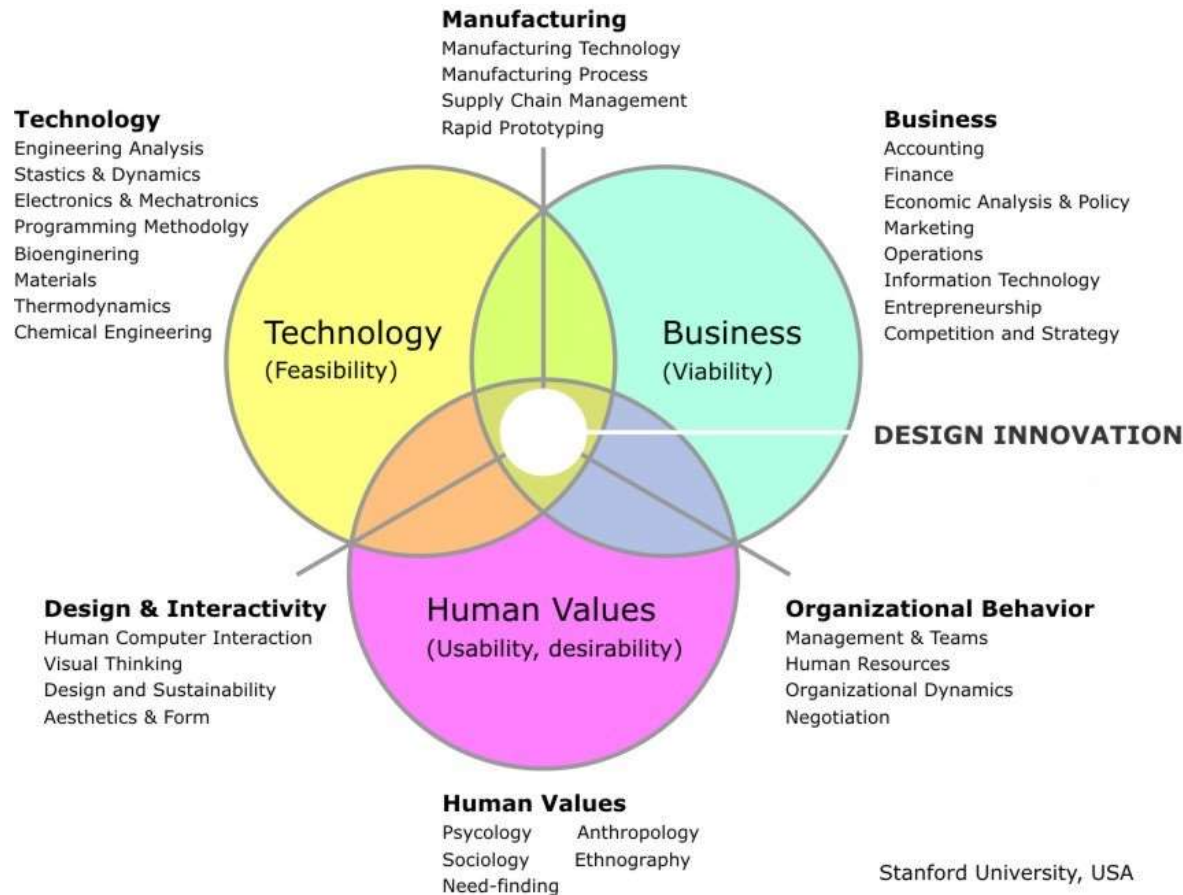 Manufacturing
Manufacturing Technology
Manufacturing Process
Supply Chain Management
Rapid Prototyping
Technology
Engineering Analysis
Stastics & Dynamics
Electronics & Mechatronics
Programming Methodolgy
Bioenginering
Materials
Thermodynamics
Chemical Engineering
Business
Accounting
Finance
Economic Analysis & Policy
Marketing
Operations
Information Technology
Entrepreneurship
Competition and Strategy
Technology
(Feasibility)
Business
(Viability)
DESIGN INNOVATION
Human Values
(Usability, desirability)
Design & Interactivity
Human Computer Interaction
Visual Thinking
Design and Sustainability
Aesthetics & Form
Organizational Behavior
Management & Teams
Human Resources
Organizational Dynamics
Negotiation
Human Values
Psycology Anthropology
Sociology Ethnography
Need-finding
Stanford University, USA